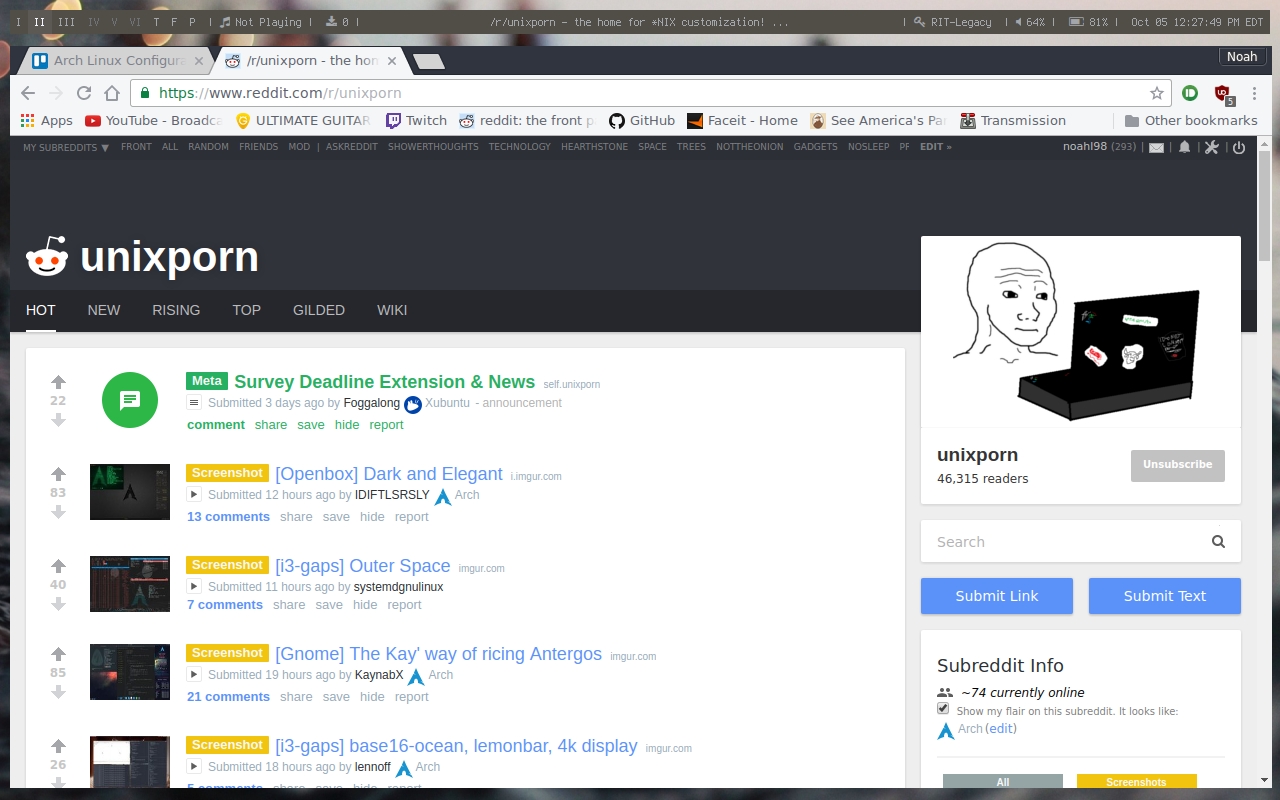 I II III IV V VI T F P | Not Playing | 0 | /r/unixporn - the home for *NIX customization! ... | RIT-Legacy | 64% | 81% | Oct 05 12:27:49 PM EDT
Arch Linux Configura /r/unixporn - the hom Noah
https://www.reddit.com/r/unixporn
5
Apps YouTube - Broadca ULTIMATE GUITAR Twitch reddit: the front p GitHub Faceit - Home See America's Par Transmission Other bookmarks
MY SUBREDDITS ▼ FRONT ALL RANDOM FRIENDS MOD | ASKREDDIT SHOWERTHOUGHTS TECHNOLOGY HEARTHSTONE SPACE TREES NOTTHEONION GADGETS NOSLEEP PF EDIT » noahl98 (293) | | | |
unixporn
HOT NEW RISING TOP GILDED WIKI
22
Meta Survey Deadline Extension & News self.unixporn
Submitted 3 days ago by Foggalong Xubuntu - announcement
comment share save hide report
83
Screenshot [Openbox] Dark and Elegant i.imgur.com
Submitted 12 hours ago by IDIFTLSRSLY Arch
13 comments share save hide report
40
Screenshot [i3-gaps] Outer Space imgur.com
Submitted 11 hours ago by systemdgnulinux
7 comments share save hide report
85
Screenshot [Gnome] The Kay' way of ricing Antergos imgur.com
Submitted 19 hours ago by KaynabX Arch
21 comments share save hide report
26
Screenshot [i3-gaps] base16-ocean, lemonbar, 4k display imgur.com
Submitted 18 hours ago by lennoff Arch
5 comments share save hide report
unixporn
46,315 readers
Unsubscribe
Search
Submit Link Submit Text
Subreddit Info
~74 currently online
Show my flair on this subreddit. It looks like:
Arch (edit)
All Screenshots